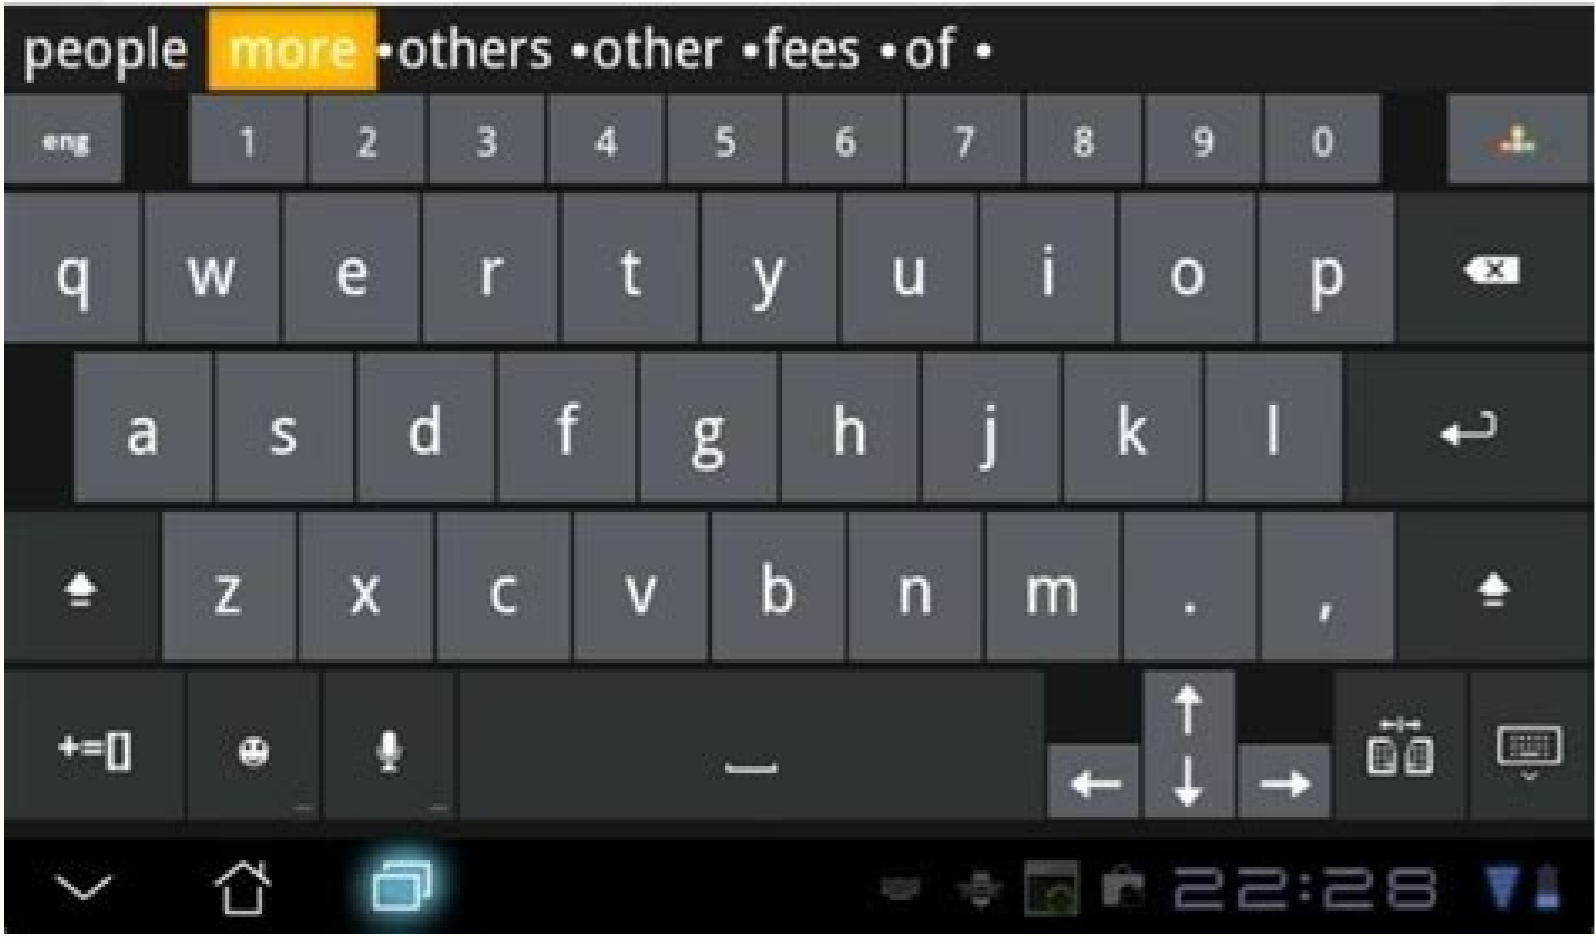 people more •others •other •fees •of •
eng 1 2 3 4 5 6 7 8 9 0
q w e r t y u i o p
a s d f g h j k l
z x c v b n m . ,
+=[]
22:28